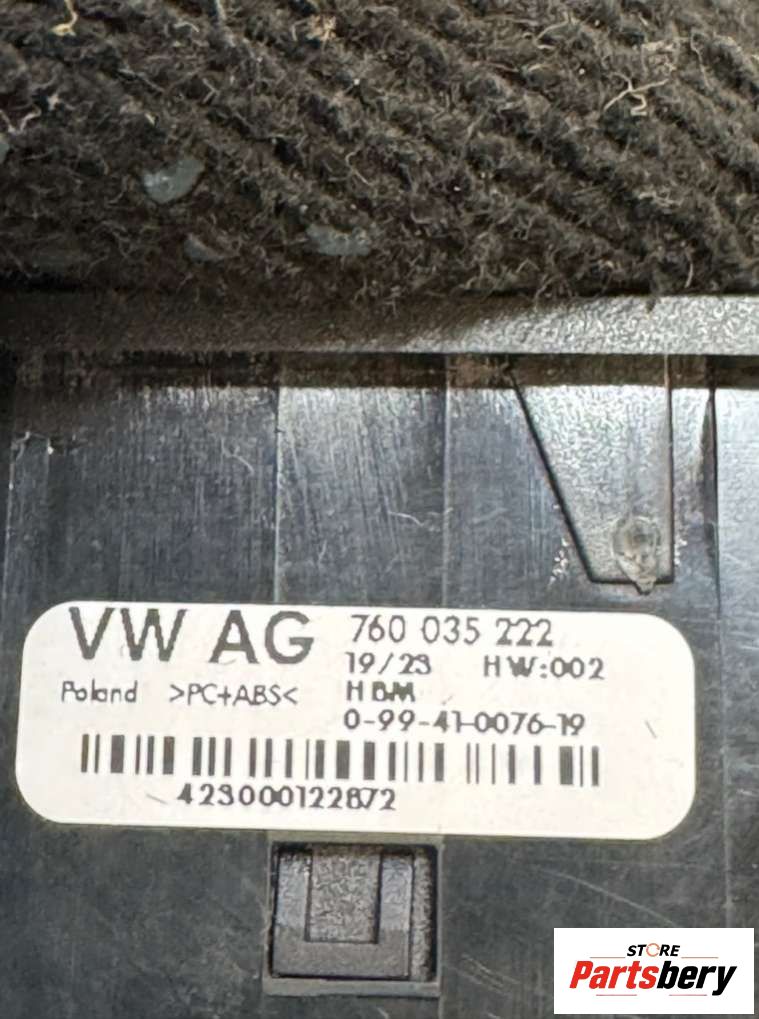 VW AG 760 035 222
19/23 HW:002
Poland >PC+ABS< HBM
0-99-41-0076-19
423000122872
STORE
Partsbery